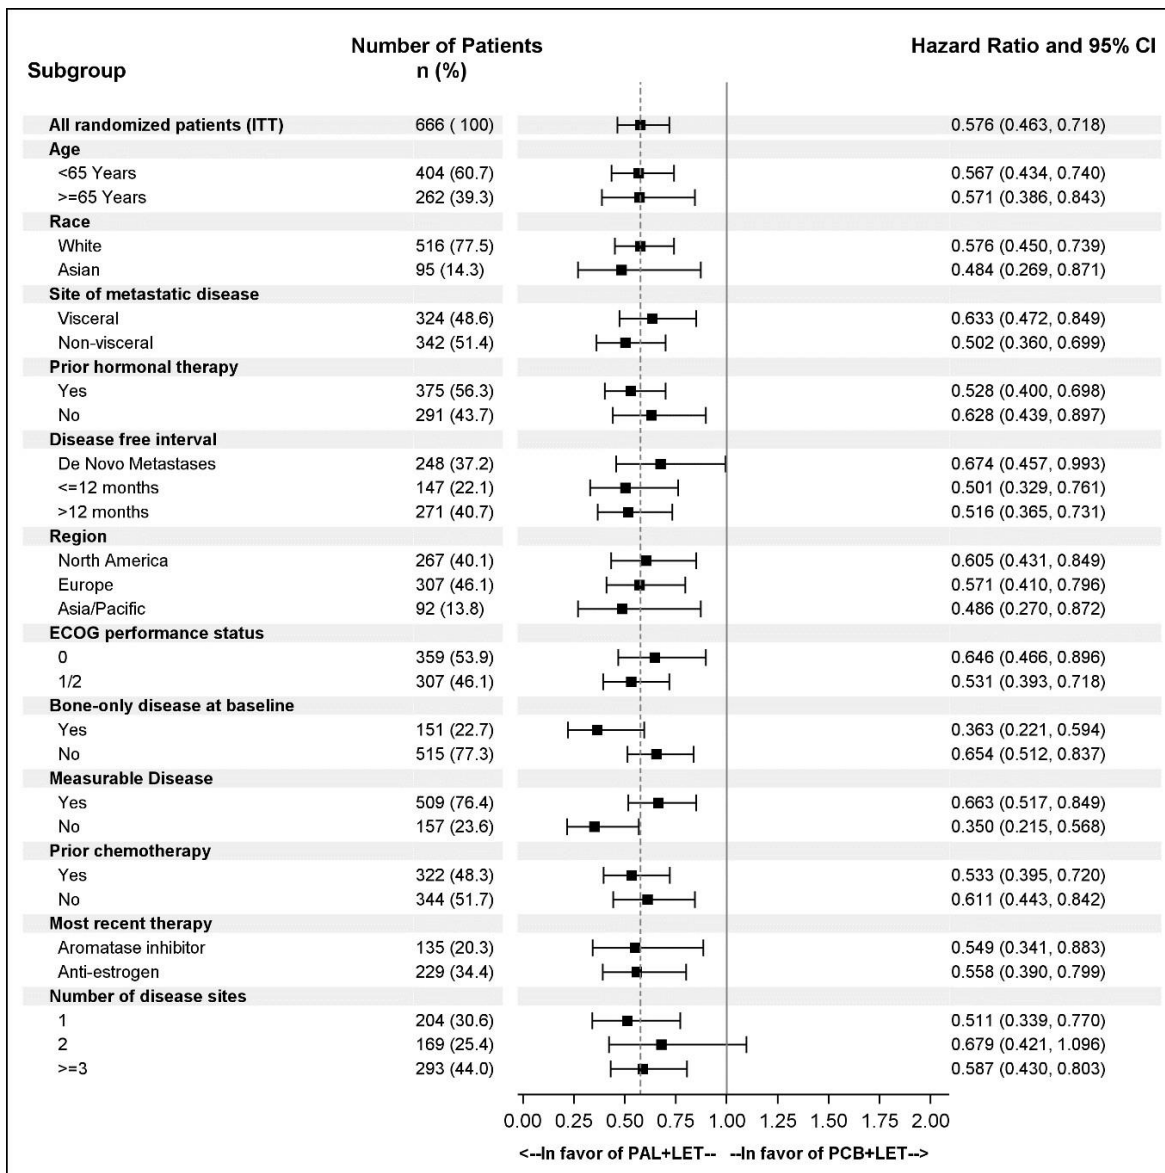 Number of Patients Hazard Ratio and 95% CI
Subgroup n (%)
All randomized patients (ITT) 666 ( 100) 0.576 (0.463, 0.718)
Age
<65 Years 404 (60.7) 0.567 (0.434, 0.740)
>=65 Years 262 (39.3) 0.571 (0.386, 0.843)
Race
White 516 (77.5) 0.576 (0.450, 0.739)
Asian 95 (14.3) 0.484 (0.269, 0.871)
Site of metastatic disease
Visceral 324 (48.6) 0.633 (0.472, 0.849)
Non-visceral 342 (51.4) 0.502 (0.360, 0.699)
Prior hormonal therapy
Yes 375 (56.3) 0.528 (0.400, 0.698)
No 291 (43.7) 0.628 (0.439, 0.897)
Disease free interval
De Novo Metastases 248 (37.2) 0.674 (0.457, 0.993)
<=12 months 147 (22.1) 0.501 (0.329, 0.761)
>12 months 271 (40.7) 0.516 (0.365, 0.731)
Region
North America 267 (40.1) 0.605 (0.431, 0.849)
Europe 307 (46.1) 0.571 (0.410, 0.796)
Asia/Pacific 92 (13.8) 0.486 (0.270, 0.872)
ECOG performance status
0 359 (53.9) 0.646 (0.466, 0.896)
1/2 307 (46.1) 0.531 (0.393, 0.718)
Bone-only disease at baseline
Yes 151 (22.7) 0.363 (0.221, 0.594)
No 515 (77.3) 0.654 (0.512, 0.837)
Measurable Disease
Yes 509 (76.4) 0.663 (0.517, 0.849)
No 157 (23.6) 0.350 (0.215, 0.568)
Prior chemotherapy
Yes 322 (48.3) 0.533 (0.395, 0.720)
No 344 (51.7) 0.611 (0.443, 0.842)
Most recent therapy
Aromatase inhibitor 135 (20.3) 0.549 (0.341, 0.883)
Anti-estrogen 229 (34.4) 0.558 (0.390, 0.799)
Number of disease sites
1 204 (30.6) 0.511 (0.339, 0.770)
2 169 (25.4) 0.679 (0.421, 1.096)
>=3 293 (44.0) 0.587 (0.430, 0.803)
0.00 0.25 0.50 0.75 1.00 1.25 1.50 1.75 2.00
<--In favor of PAL+LET-- --In favor of PCB+LET-->